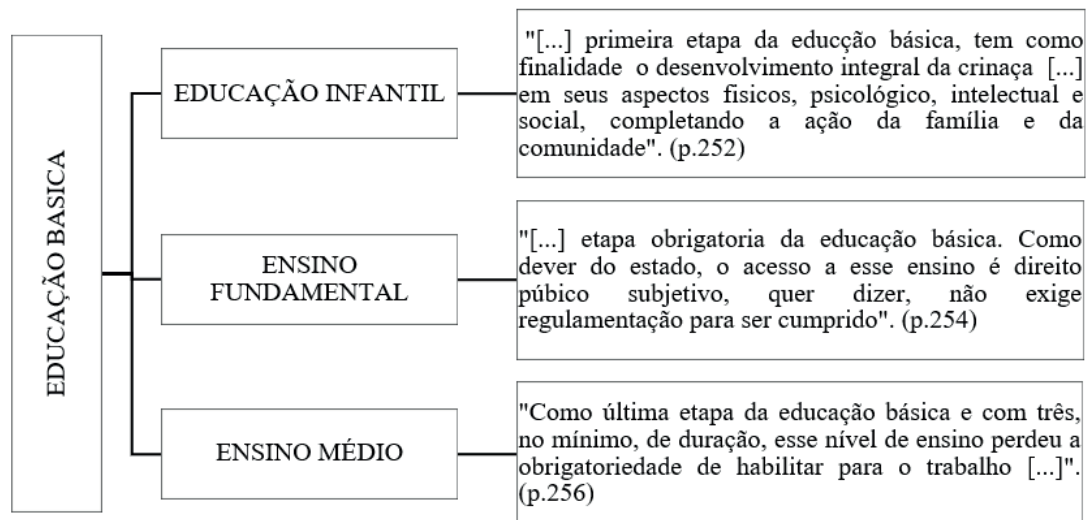 EDUCAÇÃO BASICA
EDUCAÇÃO INFANTIL
"[...] primeira etapa da educção básica, tem como
finalidade o desenvolvimento integral da crinaça [...]
em seus aspectos fisicos, psicológico, intelectual e
social, completando a ação da família e da
comunidade". (p.252)
ENSINO
FUNDAMENTAL
"[...] etapa obrigatoria da educação básica. Como
dever do estado, o acesso a esse ensino é direito
púbico subjetivo, quer dizer, não exige
regulamentação para ser cumprido". (p.254)
ENSINO MÉDIO
"Como última etapa da educação básica e com três,
no mínimo, de duração, esse nível de ensino perdeu a
obrigatoriedade de habilitar para o trabalho [...]".
(p.256)